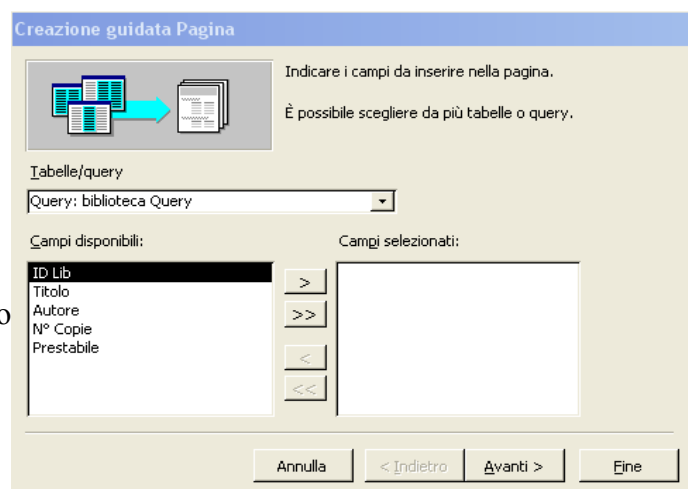 Creazione guidata Pagina
Indicare i campi da inserire nella pagina.
È possibile scegliere da più tabelle o query.
Tabelle/query
Query: biblioteca Query
Campi disponibili:
Campi selezionati:
ID Lib
Titolo
Autore
N° Copie
Prestabile
>
>>
<
<<
o
Annulla
< Indietro
Avanti >
Fine